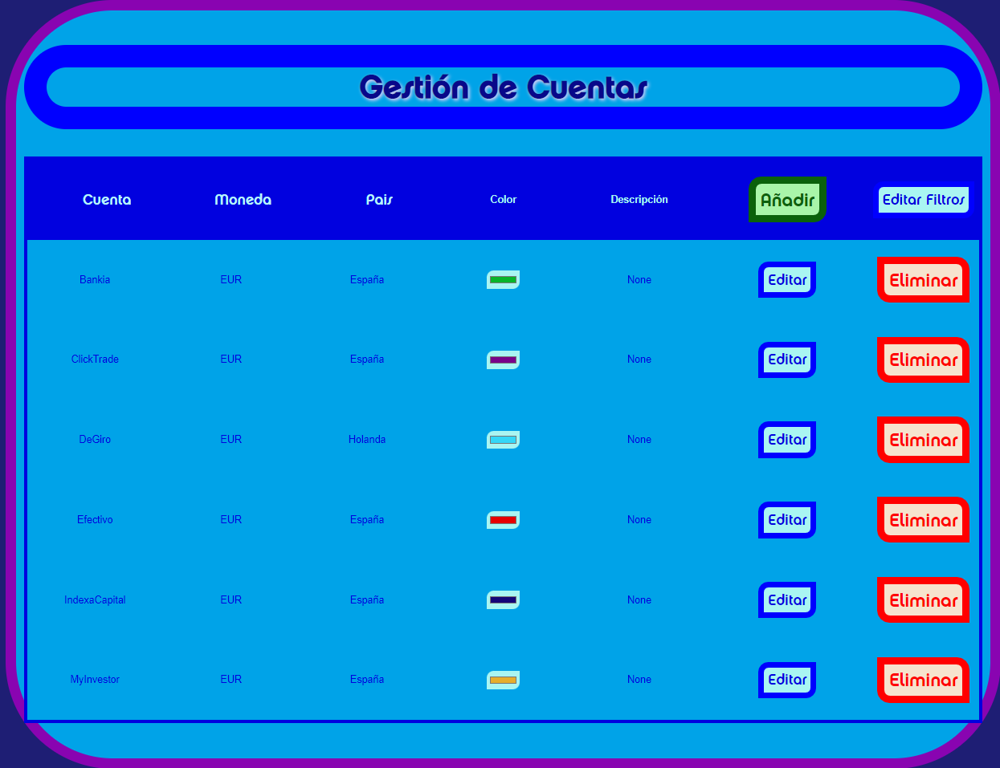 Gestión de Cuentas
Cuenta Moneda Pais Color Descripción Añadir Editar Filtros
Bankia EUR España None Editar Eliminar
ClickTrade EUR España None Editar Eliminar
DeGiro EUR Holanda None Editar Eliminar
Efectivo EUR España None Editar Eliminar
IndexaCapital EUR España None Editar Eliminar
MyInvestor EUR España None Editar Eliminar